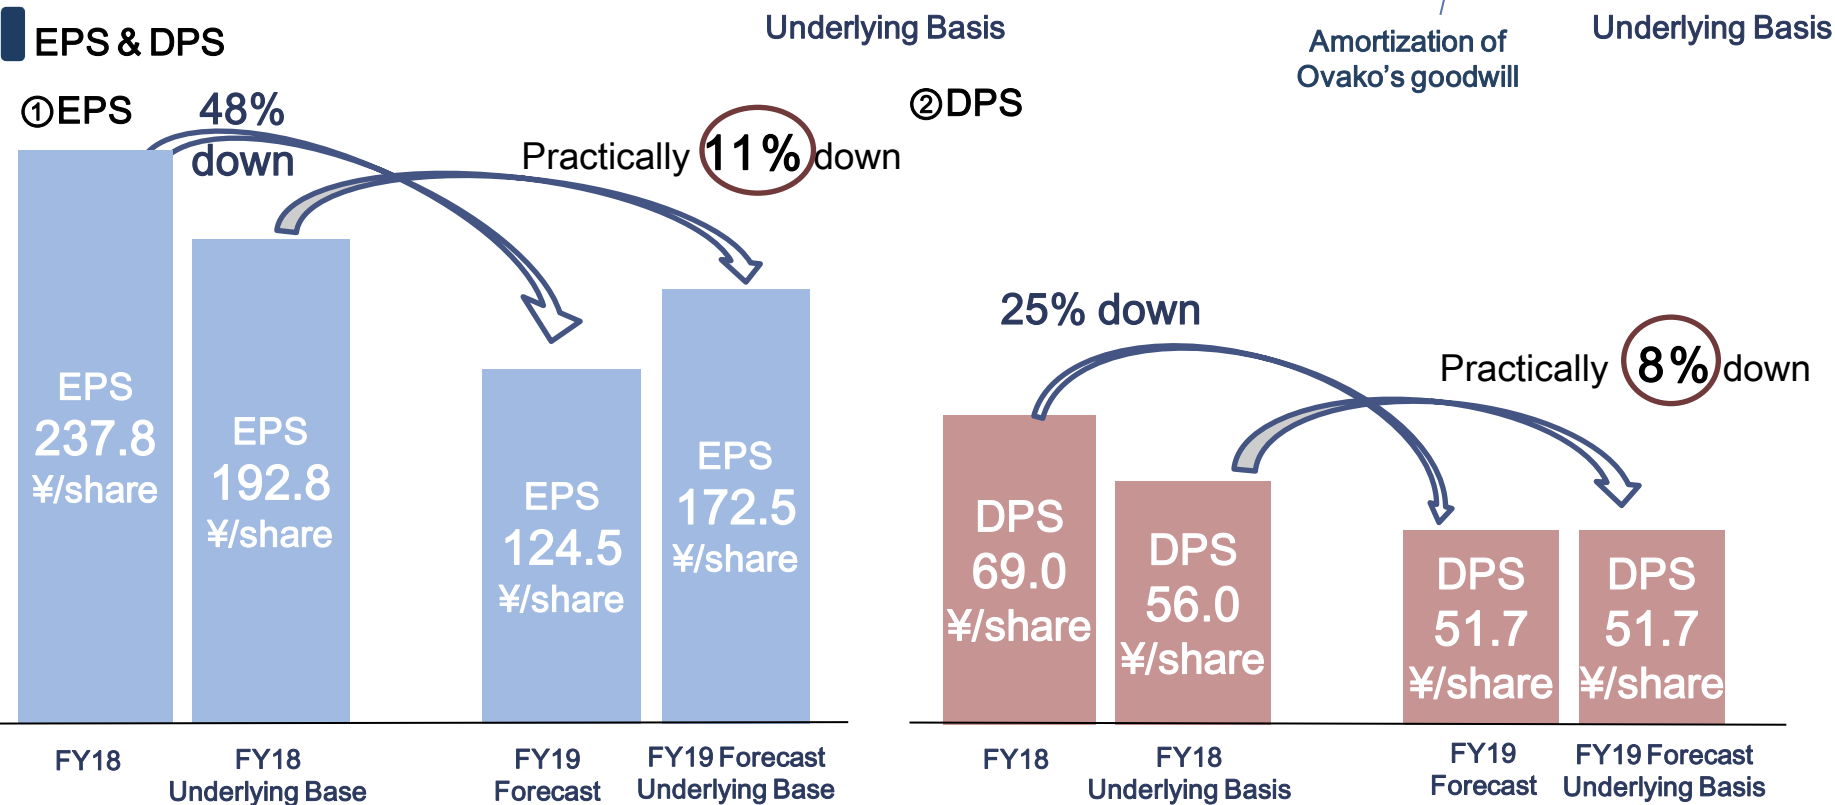 Underlying Basis
Amortization of
Ovako's goodwill
Underlying Basis
EPS & DPS
①EPS
48%
down
Practically 11% down
EPS
237.8
¥/share
EPS
192.8
¥/share
EPS
124.5
¥/share
EPS
172.5
¥/share
FY18
FY18
Underlying Base
FY19
Forecast
FY19 Forecast
Underlying Base
②DPS
25% down
Practically 8% down
DPS
69.0
¥/share
DPS
56.0
¥/share
DPS
51.7
¥/share
DPS
51.7
¥/share
FY18
FY18
Underlying Basis
FY19
Forecast
FY19 Forecast
Underlying Basis